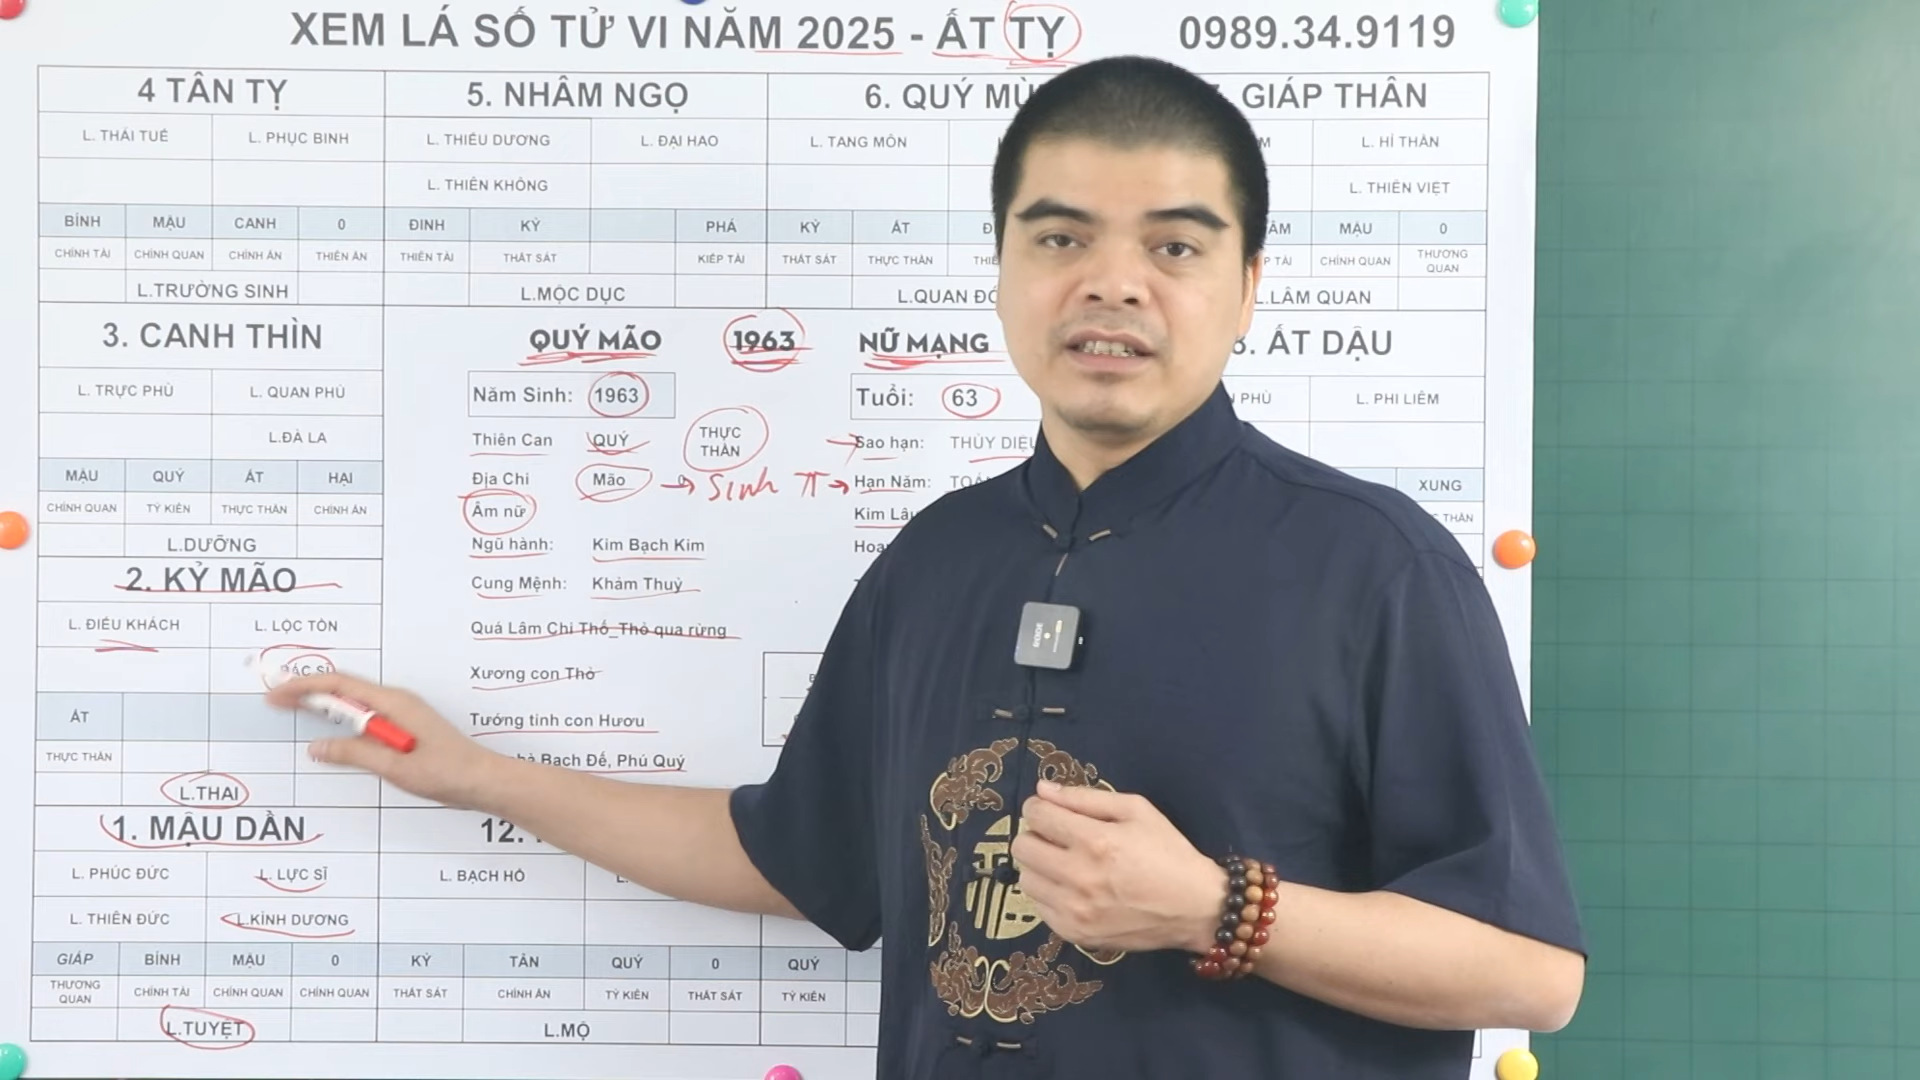 XEM LÁ SỐ TỬ VI NĂM 2025 - ẤT TỴ 0989.34.9119
4 TÂN TỴ 5. NHÂM NGỌ 6. QUÝ MÙ GIÁP THÂN
L. THÁI TUẾ L. PHỤC BINH L. THIẾU DƯƠNG L. ĐẠI HAO L. TANG MÔN L. HỈ THẦN
L. THIÊN KHÔNG L. THIÊN VIỆT
BÍNH MẬU CANH 0 ĐINH KỶ PHÁ KỶ ẤT MẬU 0
CHÍNH TÀI CHÍNH QUAN CHÍNH ẤN THIÊN ẤN THIÊN TÀI THẤT SÁT KIẾP TÀI THẤT SÁT THỰC THẦN CHÍNH QUAN THƯƠNG QUAN
L.TRƯỜNG SINH L.MỘC DỤC L.QUAN ĐỚ L.LÂM QUAN
3. CANH THÌN QUÝ MÃO 1963 NỮ MẠNG 8. ẤT DẬU
L. TRỰC PHÙ L. QUAN PHỦ Năm Sinh: 1963 Tuổi: 63 PHÙ L. PHI LIÊM
L.ĐÀ LA Thiên Can QUÝ THỰC THẦN Sao hạn: THỦY DIỆU
MẬU QUÝ ẤT HẠI Địa Chi Mão Sinh Hạn Năm: XUNG
CHÍNH QUAN TỶ KIÊN THỰC THẦN CHÍNH ẤN Âm nữ Kim Lâ THẦN
L.DƯỠNG Ngũ hành: Kim Bạch Kim
2. KỶ MÃO Cung Mệnh: Khảm Thuỷ
L. ĐIẾU KHÁCH L. LỘC TỒN Quá Lâm Chi Thố_Thỏ qua rừng
BÁC SĨ Xương con Thỏ
ẤT Tướng tinh con Hươu
THỰC THẦN Bạch Đế, Phú Quý
L.THAI
1. MẬU DẦN 12.
L. PHÚC ĐỨC L. LỰC SĨ L. BẠCH HỔ L.
L. THIÊN ĐỨC L.KÌNH DƯƠNG
GIÁP BÍNH MẬU 0 KỶ TÂN QUÝ 0 QUÝ
THƯƠNG QUAN CHÍNH TÀI CHÍNH QUAN CHÍNH QUAN THẤT SÁT CHÍNH ẤN TỶ KIÊN THẤT SÁT TỶ KIÊN
L.TUYỆT L.MỘ